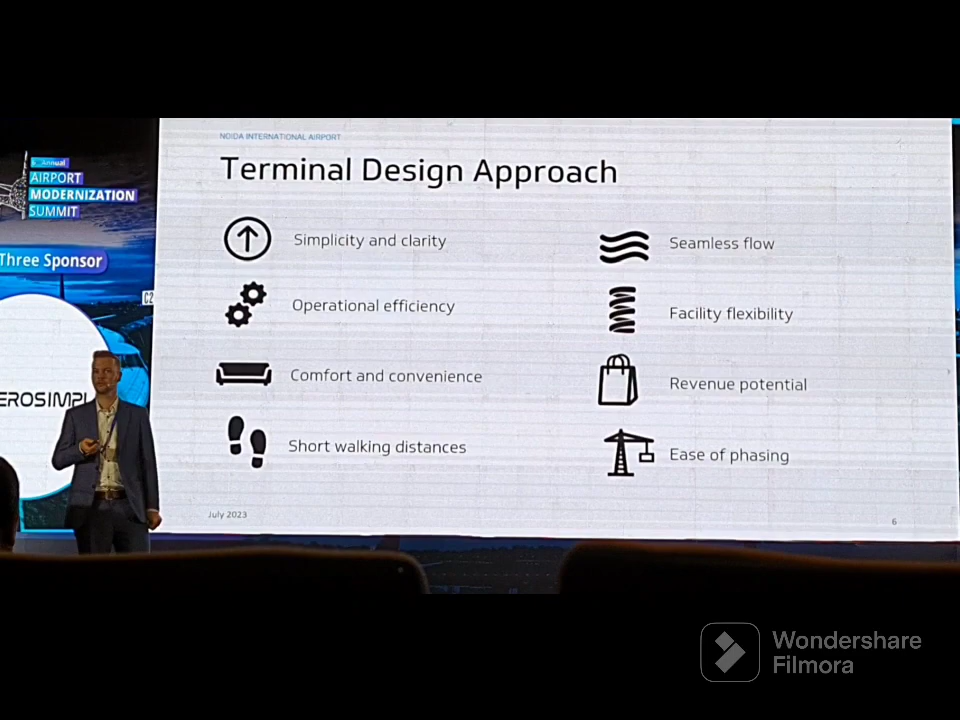 NOIDA INTERNATIONAL AIRPORT
Terminal Design Approach
Simplicity and clarity
Operational efficiency
Comfort and convenience
Short walking distances
Seamless flow
Facility flexibility
Revenue potential
Ease of phasing
July 2023
6
Annual
AIRPORT
MODERNIZATION
SUMMIT
Three Sponsor
C2
EROSIMPL
Wondershare
Filmora